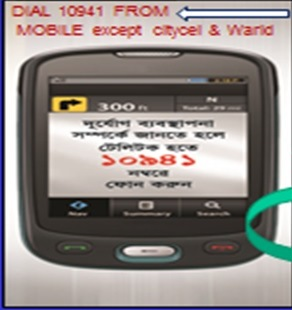 DIAL 10941 FROM
MOBILE except citycel & Warid
300 ft
N
দূর্যোগ ব্যবস্থাপনা
সম্পর্কে জানতে হলে
টেলিটক হতে
১০৯৪১
নম্বরে
ফোন করুন
Nav
Summary
Search